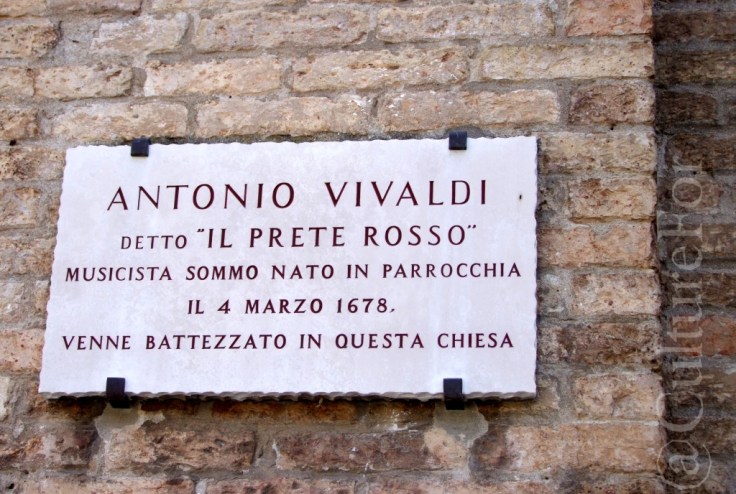 ANTONIO VIVALDI
DETTO "IL PRETE ROSSO"
MUSICISTA SOMMO NATO IN PARROCCHIA
IL 4 MARZO 1678,
VENNE BATTEZZATO IN QUESTA CHIESA
@CultureFor